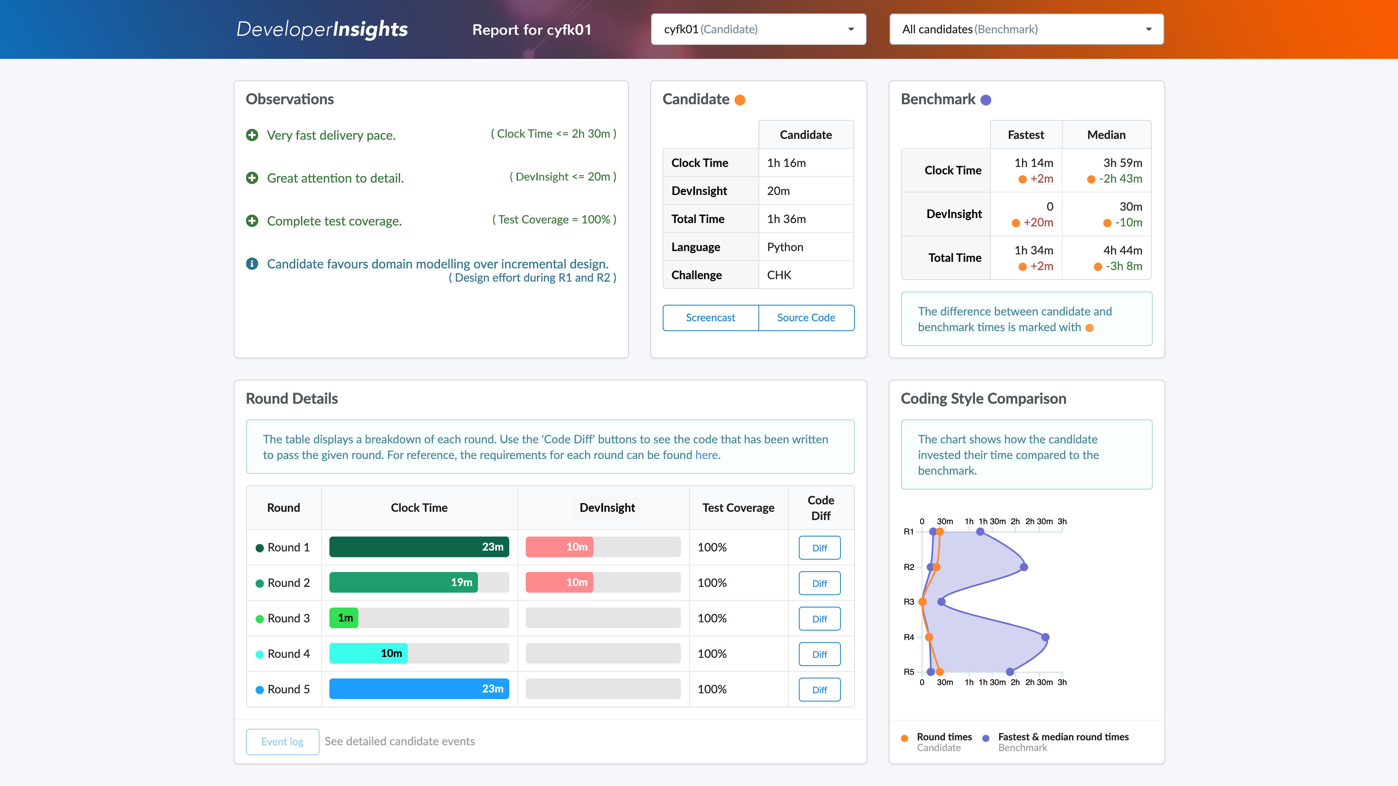 DeveloperInsights
Report for cyfk01
cyfk01 (Candidate)
All candidates (Benchmark)
Observations
Very fast delivery pace.
( Clock Time <= 2h 30m )
Great attention to detail.
( DevInsight <= 20m )
Complete test coverage.
( Test Coverage = 100% )
Candidate favours domain modelling over incremental design.
( Design effort during R1 and R2 )
Candidate
Candidate
Clock Time 1h 16m
DevInsight 20m
Total Time 1h 36m
Language Python
Challenge CHK
Screencast Source Code
Benchmark
Fastest Median
Clock Time 1h 14m 3h 59m
+2m -2h 43m
DevInsight 0 30m
+20m -10m
Total Time 1h 34m 4h 44m
+2m -3h 8m
The difference between candidate and
benchmark times is marked with
Round Details
The table displays a breakdown of each round. Use the 'Code Diff' buttons to see the code that has been written
to pass the given round. For reference, the requirements for each round can be found here.
Round Clock Time DevInsight Test Coverage Code
Diff
Round 1 23m 10m 100% Diff
Round 2 19m 10m 100% Diff
Round 3 1m 100% Diff
Round 4 10m 100% Diff
Round 5 23m 100% Diff
Event log See detailed candidate events
Coding Style Comparison
The chart shows how the candidate
invested their time compared to the
benchmark.
0 30m 1h 1h 30m 2h 2h 30m 3h
R1
R2
R3
R4
R5
0 30m 1h 1h 30m 2h 2h 30m 3h
Round times
Candidate
Fastest & median round times
Benchmark